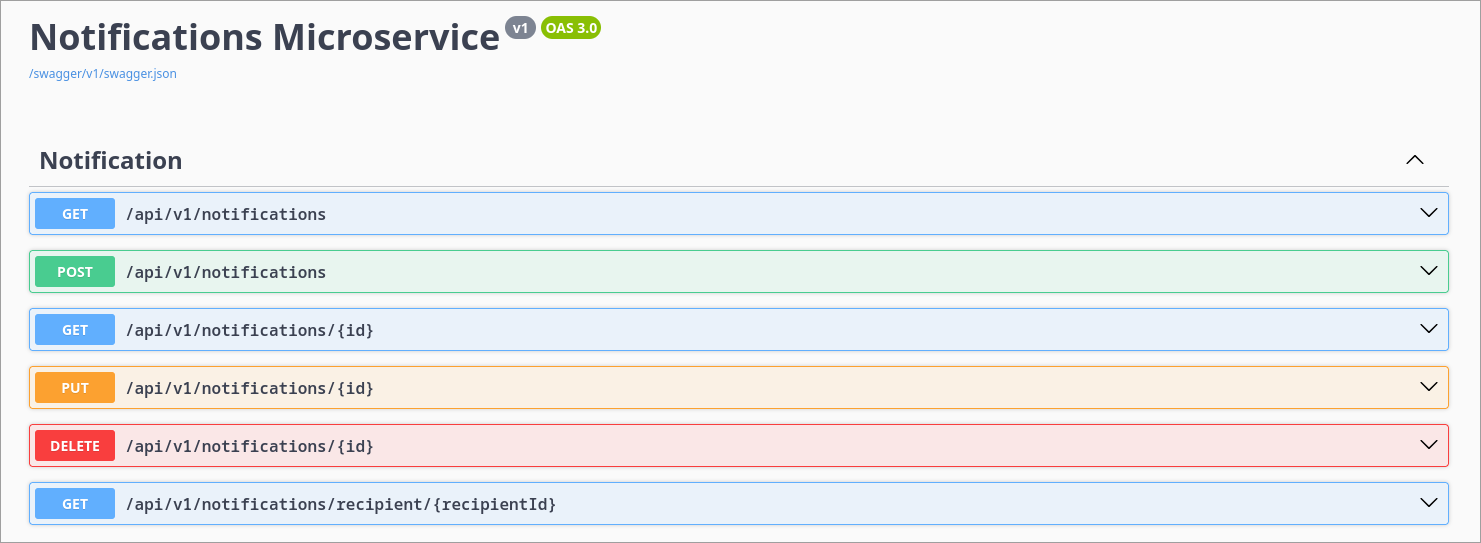 Notifications Microservice v1 OAS 3.0
/swagger/v1/swagger.json
Notification
GET /api/v1/notifications
POST /api/v1/notifications
GET /api/v1/notifications/{id}
PUT /api/v1/notifications/{id}
DELETE /api/v1/notifications/{id}
GET /api/v1/notifications/recipient/{recipientId}